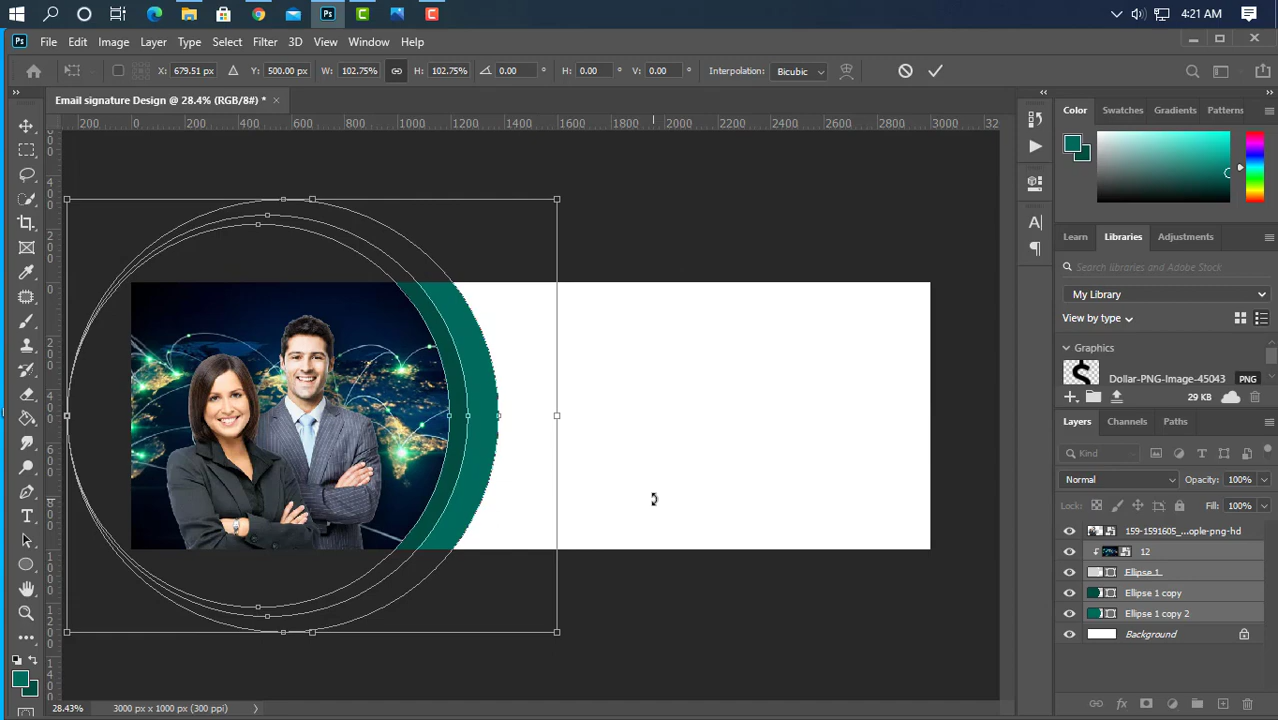 4:21 AM
Ps File Edit Image Layer Type Select Filter 3D View Window Help
X: 679.51 px Y: 500.00 px W: 102.75% H: 102.75% 0.00 ° H: 0.00 ° V: 0.00 ° Interpolation: Bicubic
Email signature Design @ 28.4% (RGB/8#) * ×
200 0 200 400 600 800 1000 1200 1400 1600 1800 2000 2200 2400 2600 2800 3000 32
Color Swatches Gradients Patterns
Learn Libraries Adjustments
Search libraries and Adobe Stock
My Library
View by type
Graphics
Dollar-PNG-Image-45043 PNG
29 KB
Layers Channels Paths
Kind
Normal Opacity: 100%
Lock: Fill: 100%
159-1591605_...ople-png-hd
12
Ellipse 1
Ellipse 1 copy
Ellipse 1 copy 2
Background
28.43% 3000 px x 1000 px (300 ppi)